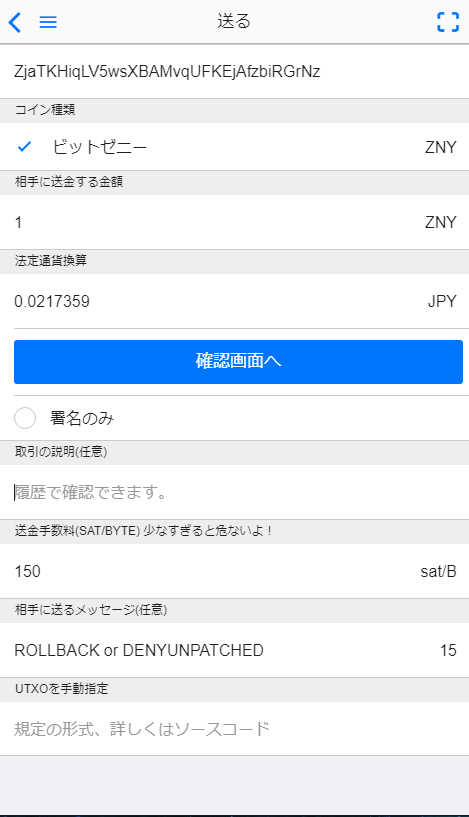 送る
ZjaTKHiqLV5wsXBAMvqUFKEjAfzbiRGrNz
コイン種類
ビットゼニー ZNY
相手に送金する金額
1 ZNY
法定通貨換算
0.0217359 JPY
確認画面へ
署名のみ
取引の説明(任意)
履歴で確認できます。
送金手数料(SAT/BYTE) 少なすぎると危ないよ！
150 sat/B
相手に送るメッセージ(任意)
ROLLBACK or DENYUNPATCHED 15
UTXOを手動指定
規定の形式、詳しくはソースコード